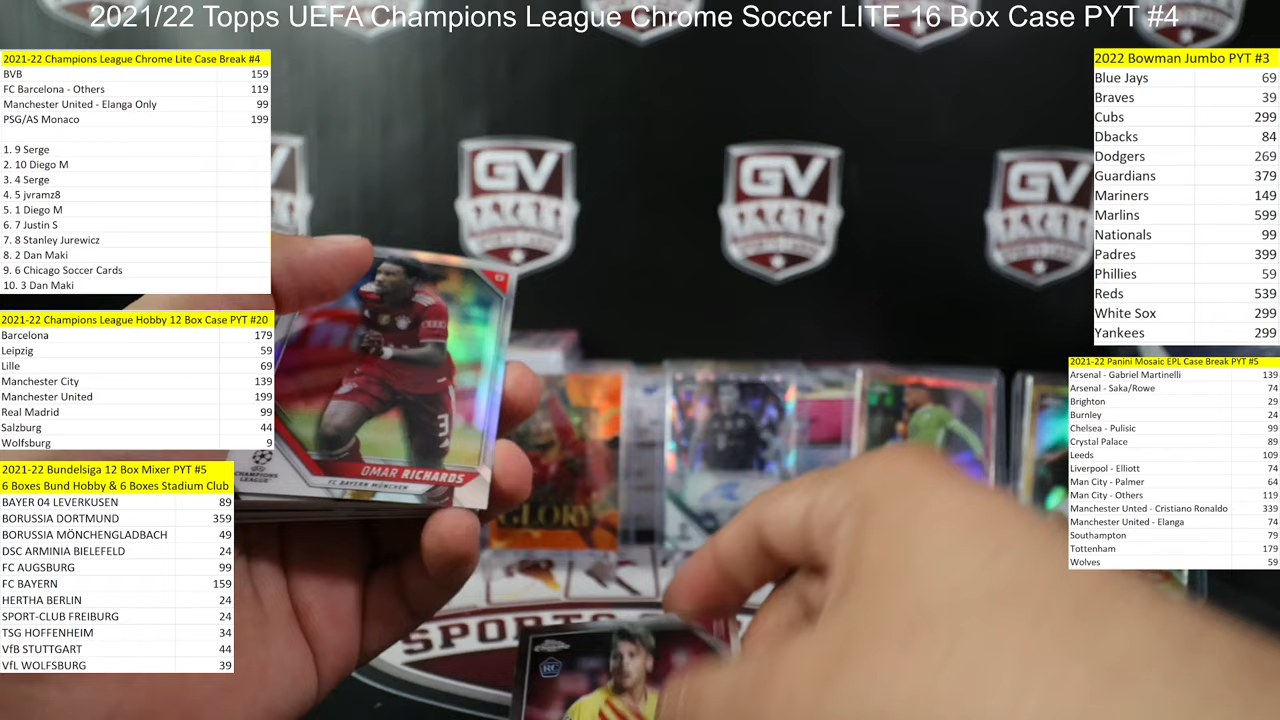 2021/22 Topps UEFA Champions League Chrome Soccer LITE 16 Box Case PYT #4
2021-22 Champions League Chrome Lite Case Break #4
BVB 159
FC Barcelona - Others 119
Manchester United - Elanga Only 99
PSG/AS Monaco 199
1. 9 Serge
2. 10 Diego M
3. 4 Serge
4. 5 jvramz8
5. 1 Diego M
6. 7 Justin S
7. 8 Stanley Jurewicz
8. 2 Dan Maki
9. 6 Chicago Soccer Cards
10. 3 Dan Maki
2021-22 Champions League Hobby 12 Box Case PYT #20
Barcelona 179
Leipzig 59
Lille 69
Manchester City 139
Manchester United 199
Real Madrid 99
Salzburg 44
Wolfsburg 9
2021-22 Bundelsiga 12 Box Mixer PYT #5
6 Boxes Bund Hobby & 6 Boxes Stadium Club
BAYER 04 LEVERKUSEN 89
BORUSSIA DORTMUND 359
BORUSSIA MÖNCHENGLADBACH 49
DSC ARMINIA BIELEFELD 24
FC AUGSBURG 99
FC BAYERN 159
HERTHA BERLIN 24
SPORT-CLUB FREIBURG 24
TSG HOFFENHEIM 34
VfB STUTTGART 44
VfL WOLFSBURG 39
GV
GV
GV
3
OMAR RICHARDS
FC BAYERN MÜNCHEN
CHAMPIONS
LEAGUE
GLORY
SPORTS
RC
2022 Bowman Jumbo PYT #3
Blue Jays 69
Braves 39
Cubs 299
Dbacks 84
Dodgers 269
Guardians 379
Mariners 149
Marlins 599
Nationals 99
Padres 399
Phillies 59
Reds 539
White Sox 299
Yankees 299
2021-22 Panini Mosaic EPL Case Break PYT #5
Arsenal - Gabriel Martinelli 139
Arsenal - Saka/Rowe 74
Brighton 29
Burnley 24
Chelsea - Pulisic 99
Crystal Palace 89
Leeds 109
Liverpool - Elliott 74
Man City - Palmer 64
Man City - Others 119
Manchester Unted - Cristiano Ronaldo 339
Manchester United - Elanga 74
Southampton 79
Tottenham 179
Wolves 59